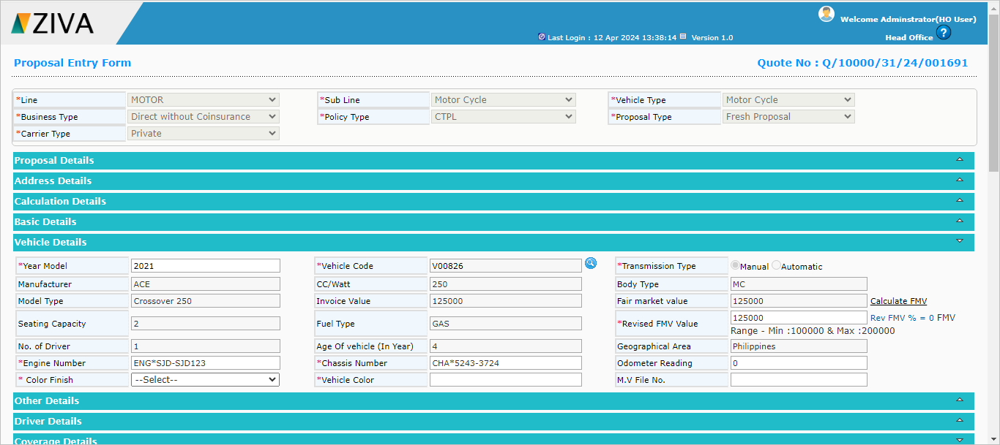 ZIVA
Welcome Adminstrator(HO User)
Last Login : 12 Apr 2024 13:38:14 Version 1.0
Head Office ?
Proposal Entry Form Quote No : Q/10000/31/24/001691
*Line MOTOR *Sub Line Motor Cycle *Vehicle Type Motor Cycle
*Business Type Direct without Coinsurance *Policy Type CTPL *Proposal Type Fresh Proposal
*Carrier Type Private
Proposal Details
Address Details
Calculation Details
Basic Details
Vehicle Details
*Year Model 2021 *Vehicle Code V00826 *Transmission Type Manual Automatic
Manufacturer ACE CC/Watt 250 Body Type MC
Model Type Crossover 250 Invoice Value 125000 Fair market value 125000 Calculate FMV
Seating Capacity 2 Fuel Type GAS *Revised FMV Value 125000 Rev FMV % = 0 FMV
Range - Min :100000 & Max :200000
No. of Driver 1 Age Of vehicle (In Year) 4 Geographical Area Philippines
*Engine Number ENG*SJD-SJD123 *Chassis Number CHA*5243-3724 Odometer Reading 0
* Color Finish --Select-- *Vehicle Color M.V File No.
Other Details
Driver Details
Coverage Details